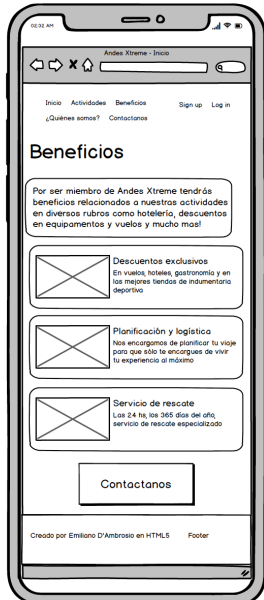 02:32 AM
Andes Xtreme - Inicio
Inicio Actividades Beneficios Sign up Log in
¿Quiénes somos? Contactanos
Beneficios
Por ser miembro de Andes Xtreme tendrás
beneficios relacionados a nuestras actividades
en diversos rubros como hotelería, descuentos
en equipamentos y vuelos y mucho mas!
Descuentos exclusivos
En vuelos, hoteles, gastronomía y en
las mejores tiendas de indumentaria
deportiva
Planificación y logística
Nos encargamos de planificar tu viaje
para que sólo te encargues de vivir
tu experiencia al máximo
Servicio de rescate
Las 24 hs, los 365 días del año,
servicio de rescate especializado
Contactanos
Creado por Emiliano D'Ambrosio en HTML5 Footer